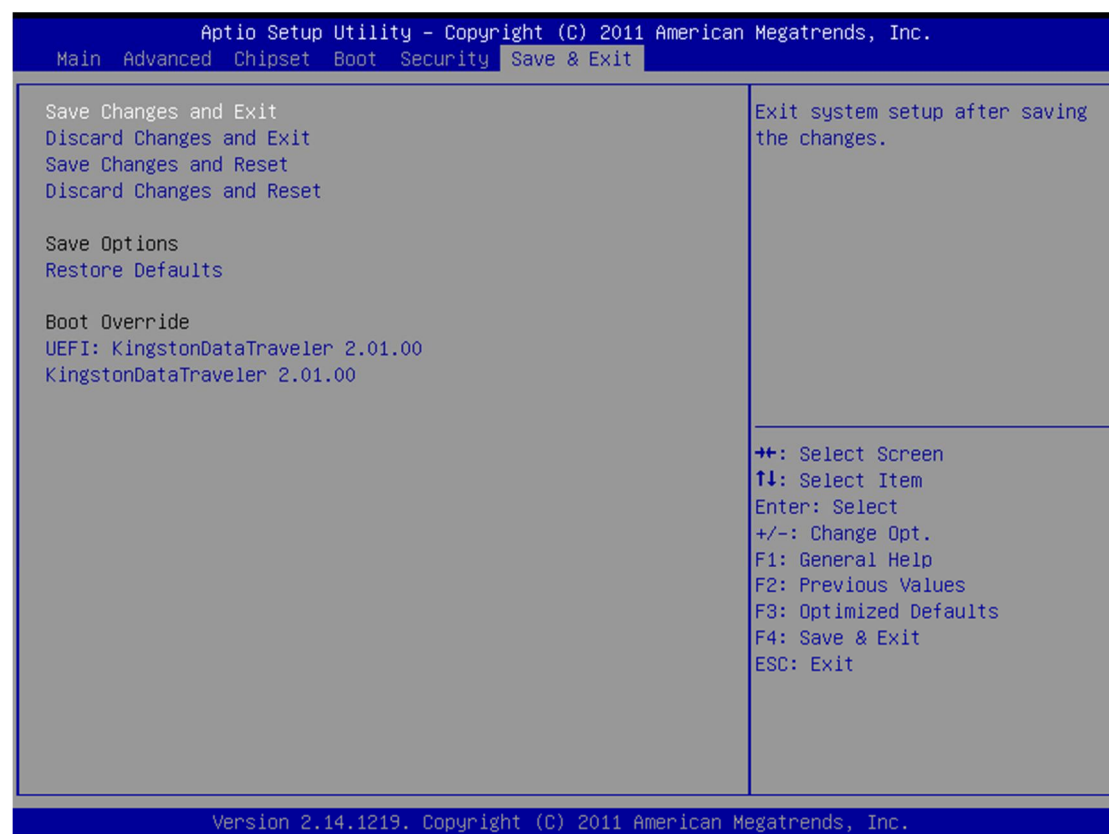 Aptio Setup Utility – Copyright (C) 2011 American Megatrends, Inc.
Main Advanced Chipset Boot Security Save & Exit
Save Changes and Exit
Discard Changes and Exit
Save Changes and Reset
Discard Changes and Reset
Save Options
Restore Defaults
Boot Override
UEFI: KingstonDataTraveler 2.01.00
KingstonDataTraveler 2.01.00
Exit system setup after saving
the changes.
→←: Select Screen
↑↓: Select Item
Enter: Select
+/-: Change Opt.
F1: General Help
F2: Previous Values
F3: Optimized Defaults
F4: Save & Exit
ESC: Exit
Version 2.14.1219. Copyright (C) 2011 American Megatrends, Inc.